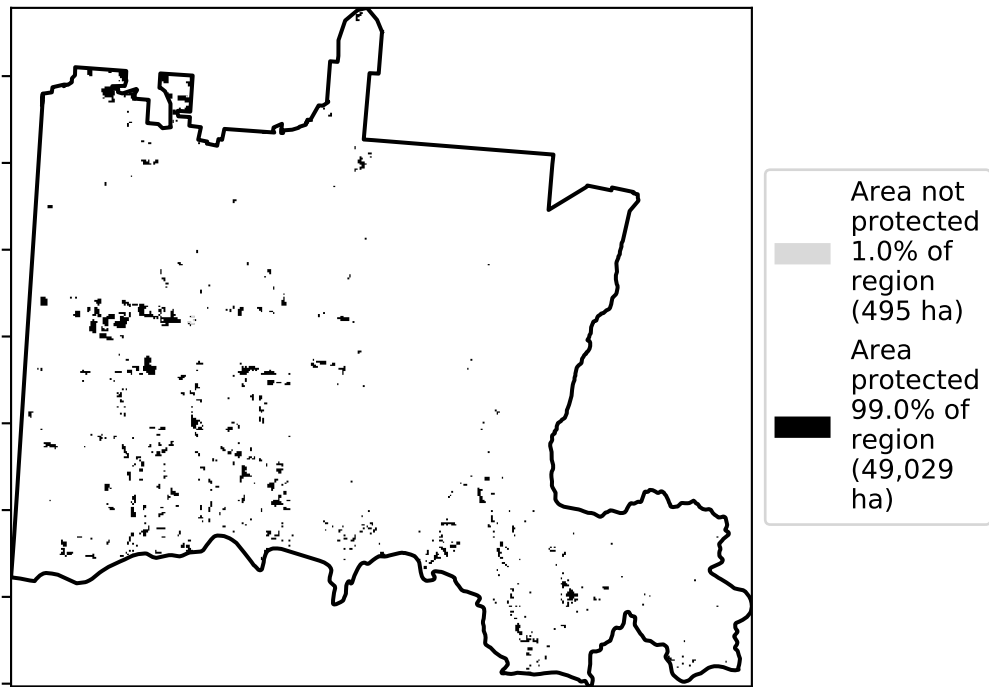 Area not
protected
1.0% of
region
(495 ha)
Area
protected
99.0% of
region
(49,029
ha)